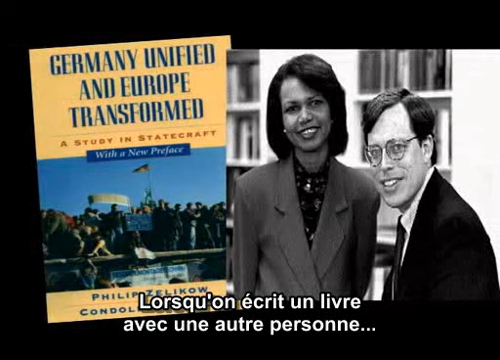 GERMANY UNIFIED
AND EUROPE
TRANSFORMED
A STUDY IN STATECRAFT
With a New Preface
PHILIP ZELIKOW
Lorsqu'on écrit un livre
avec une autre personne...